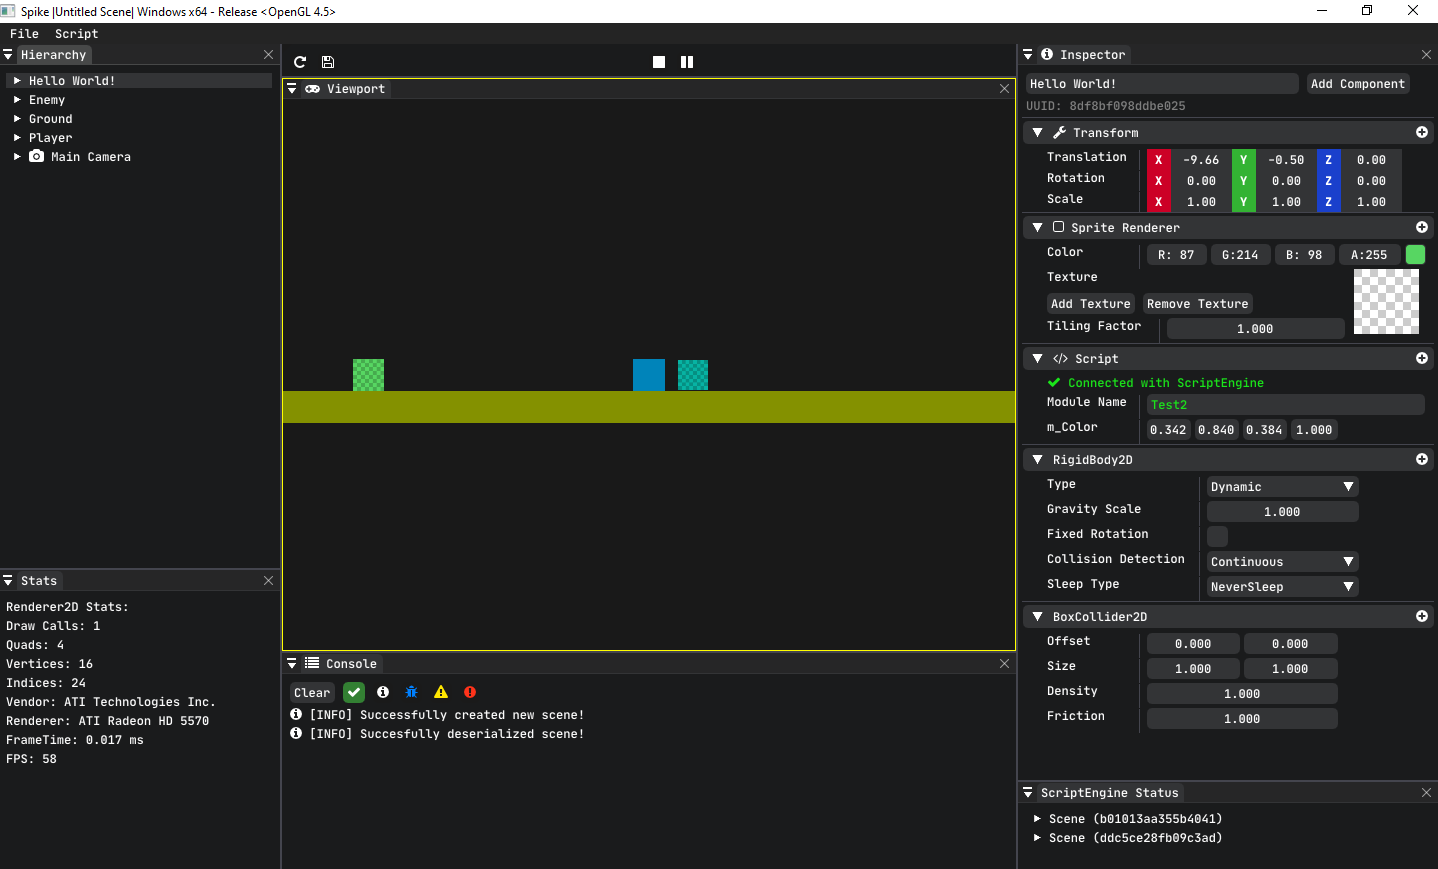 Spike |Untitled Scene| Windows x64 - Release <OpenGL 4.5>
File Script
Hierarchy
Hello World!
Enemy
Ground
Player
Main Camera
Stats
Renderer2D Stats:
Draw Calls: 1
Quads: 4
Vertices: 16
Indices: 24
Vendor: ATI Technologies Inc.
Renderer: ATI Radeon HD 5570
FrameTime: 0.017 ms
FPS: 58
Viewport
Console
Clear
[INFO] Successfully created new scene!
[INFO] Succesfully deserialized scene!
Inspector
Hello World! Add Component
UUID: 8df8bf098ddbe025
Transform
Translation X -9.66 Y -0.50 Z 0.00
Rotation X 0.00 Y 0.00 Z 0.00
Scale X 1.00 Y 1.00 Z 1.00
Sprite Renderer
Color R: 87 G:214 B: 98 A:255
Texture
Add Texture Remove Texture
Tiling Factor 1.000
</> Script
Connected with ScriptEngine
Module Name Test2
m_Color 0.342 0.840 0.384 1.000
RigidBody2D
Type Dynamic
Gravity Scale 1.000
Fixed Rotation
Collision Detection Continuous
Sleep Type NeverSleep
BoxCollider2D
Offset 0.000 0.000
Size 1.000 1.000
Density 1.000
Friction 1.000
ScriptEngine Status
Scene (b01013aa355b4041)
Scene (ddc5ce28fb09c3ad)